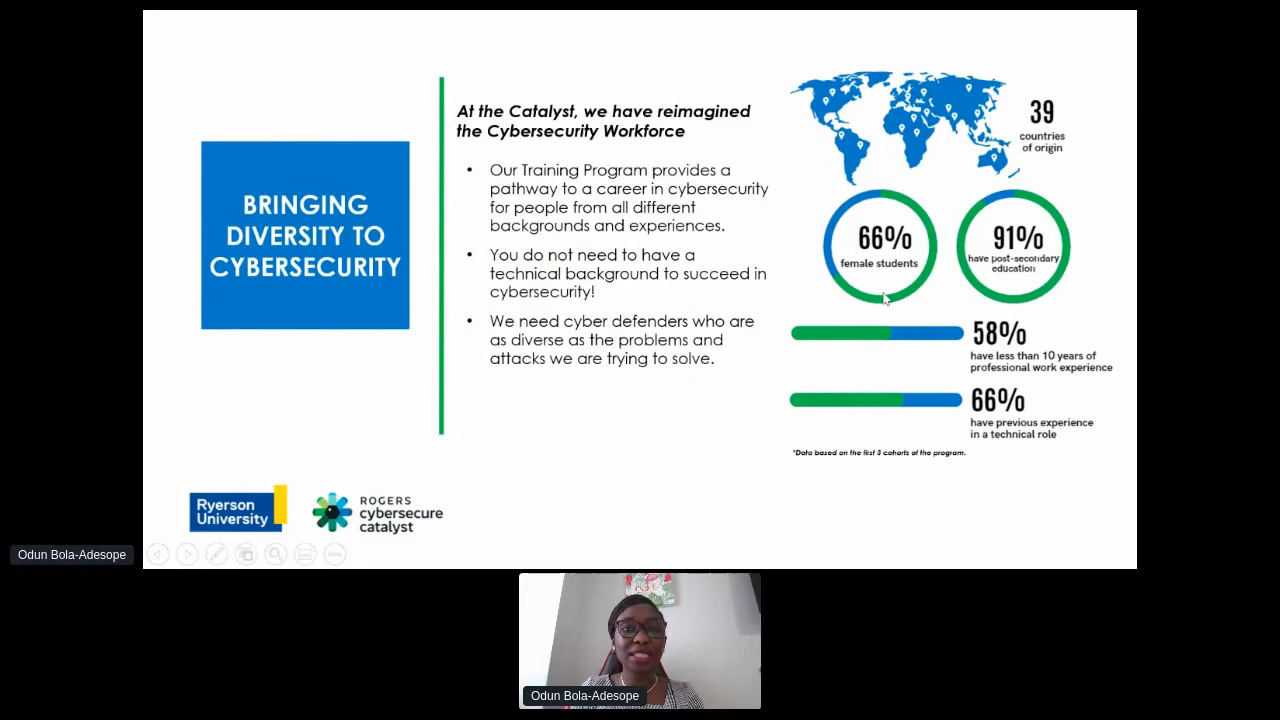 BRINGING
DIVERSITY TO
CYBERSECURITY
At the Catalyst, we have reimagined
the Cybersecurity Workforce
• Our Training Program provides a
pathway to a career in cybersecurity
for people from all different
backgrounds and experiences.
• You do not need to have a
technical background to succeed in
cybersecurity!
• We need cyber defenders who are
as diverse as the problems and
attacks we are trying to solve.
39
countries
of origin
66%
female students
91%
have post-secondary
education
58%
have less than 10 years of
professional work experience
66%
have previous experience
in a technical role
*Data based on the first 3 cohorts of the program.
Ryerson
University
ROGERS
cybersecure
catalyst
Odun Bola-Adesope
Odun Bola-Adesope